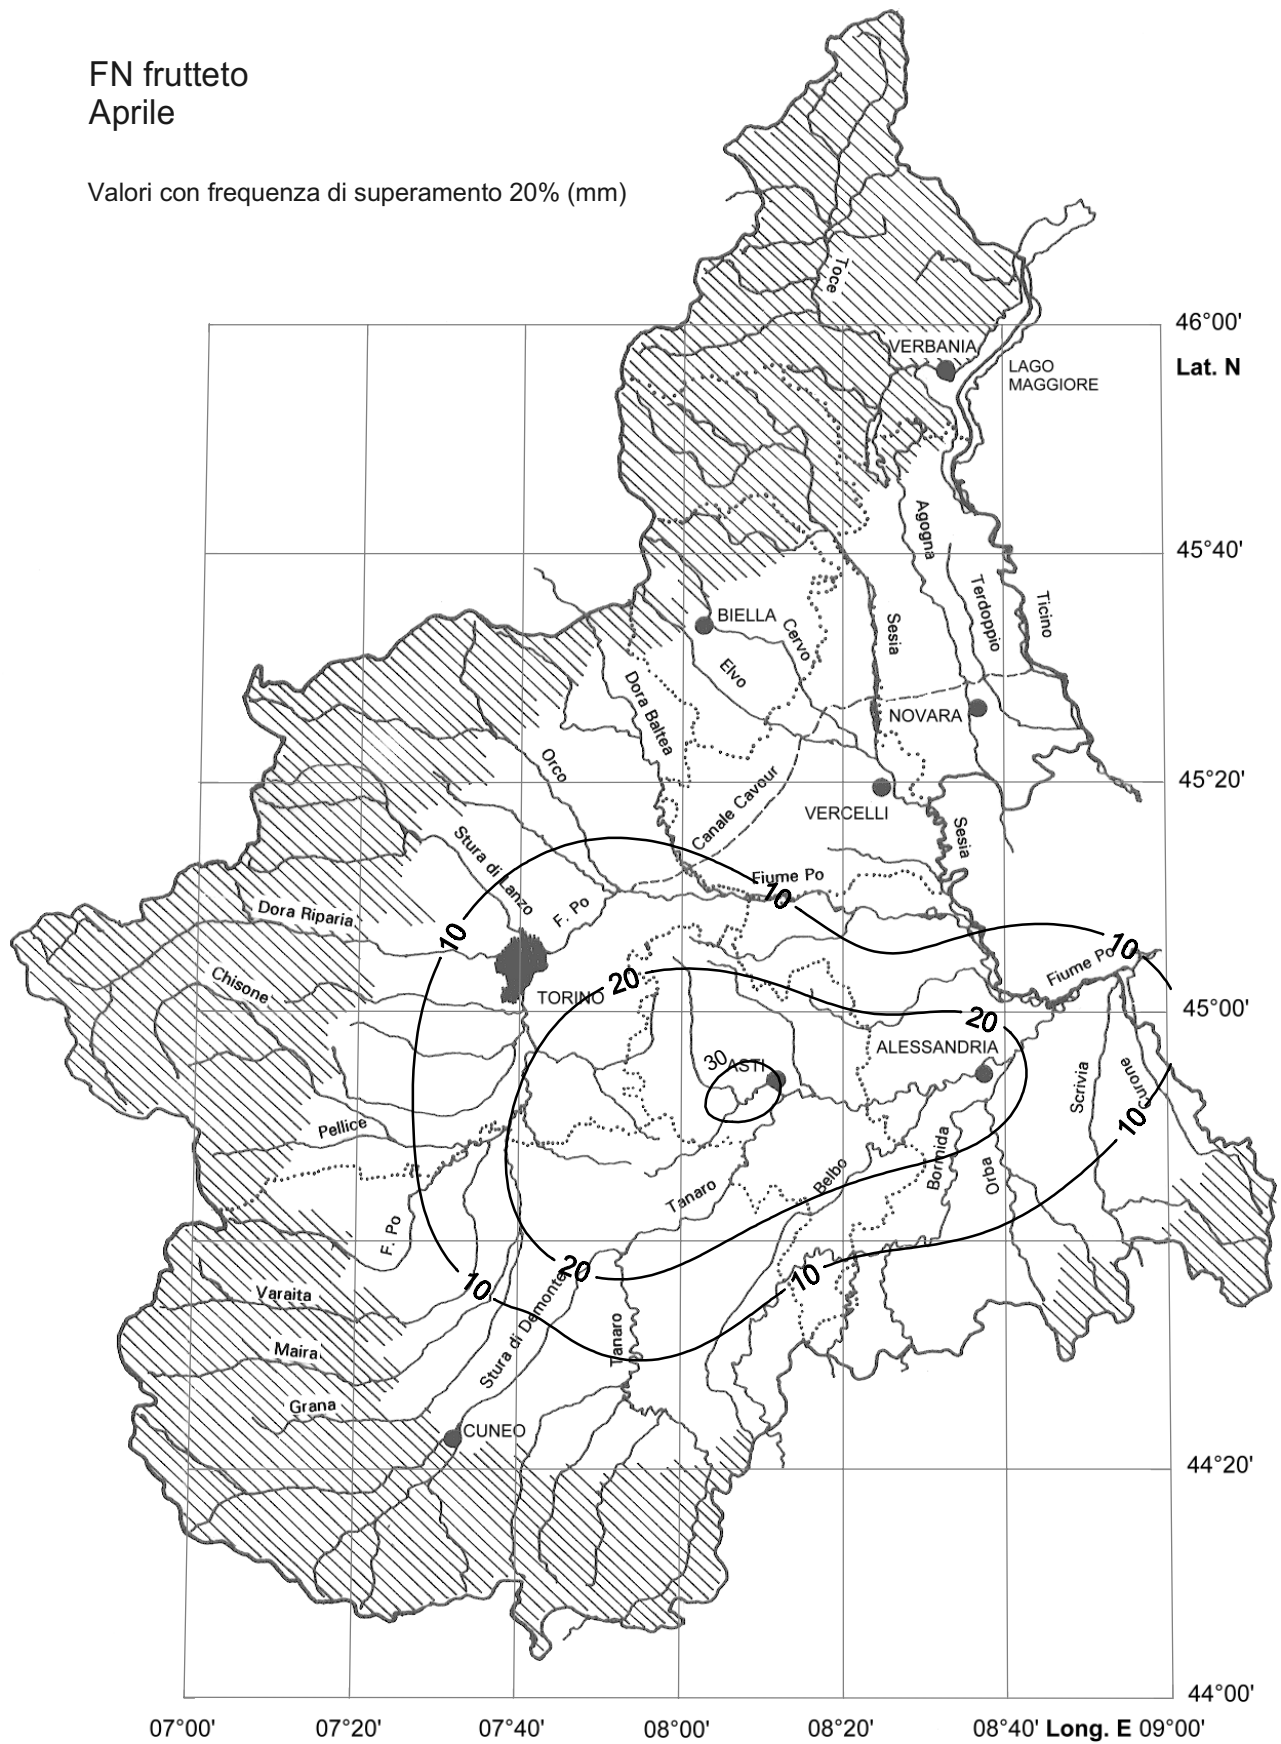 FN frutteto
Aprile
Valori con frequenza di superamento 20% (mm)
Toce
46°00'
VERBANIA
Lat. N
LAGO
MAGGIORE
Agogna
45°40'
Terdoppio
Ticino
BIELLA
Cervo
Sesia
Elvo
Dora Baltea
NOVARA
Orco
45°20'
Canale Cavour
VERCELLI
Stura di Lanzo
Sesia
Fiume Po
10
Dora Riparia
F. Po
10
10
Fiume Po
Chisone
20
TORINO
45°00'
20
ALESSANDRIA
30
ASTI
Scrivia
Curone
10
Pellice
Belbo
Bormida
Orba
Tanaro
F. Po
20
10
10
Varaita
Stura di Demonte
Tanaro
Maira
Grana
CUNEO
44°20'
44°00'
07°00'
07°20'
07°40'
08°00'
08°20'
08°40'
Long. E
09°00'